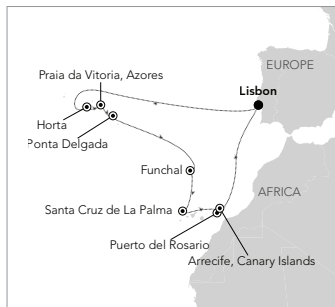 EUROPE
Praia da Vitoria, Azores
Lisbon
Horta
Ponta Delgada
Funchal
AFRICA
Santa Cruz de La Palma
Puerto del Rosario
Arrecife, Canary Islands